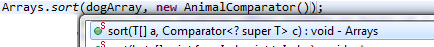 Arrays.sort(dogArray, new AnimalComparator());
sort(T[] a, Comparator<? super T> c) : void - Arrays